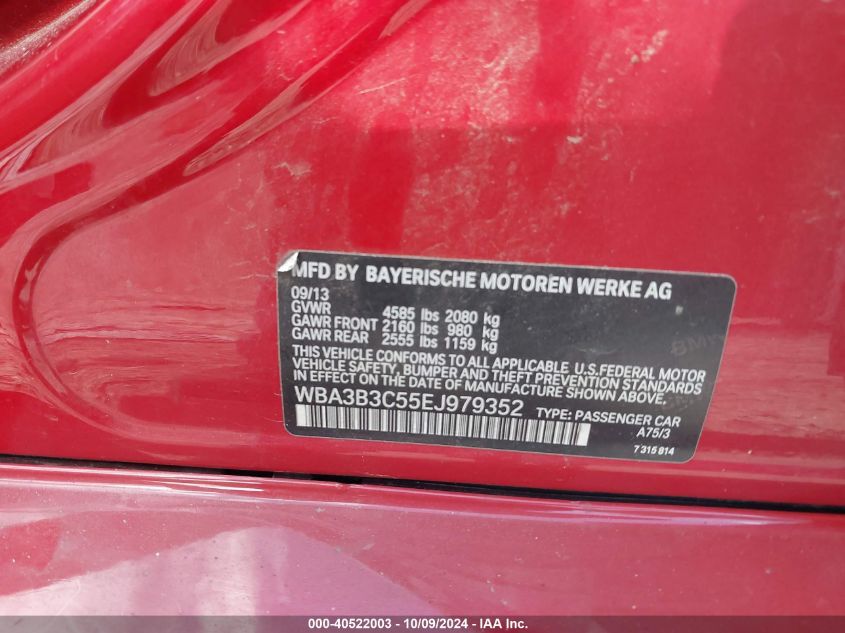 MFD BY BAYERISCHE MOTOREN WERKE AG
09/13
GVWR 4585 lbs 2080 kg
GAWR FRONT 2160 lbs 980 kg
GAWR REAR 2555 lbs 1159 kg
THIS VEHICLE CONFORMS TO ALL APPLICABLE U.S.FEDERAL MOTOR
VEHICLE SAFETY, BUMPER AND THEFT PREVENTION STANDARDS
IN EFFECT ON THE DATE OF MANUFACTURE SHOWN ABOVE.
WBA3B3C55EJ979352 TYPE: PASSENGER CAR
A75/3
7 315 814
000-40522003 - 10/09/2024 - IAA Inc.